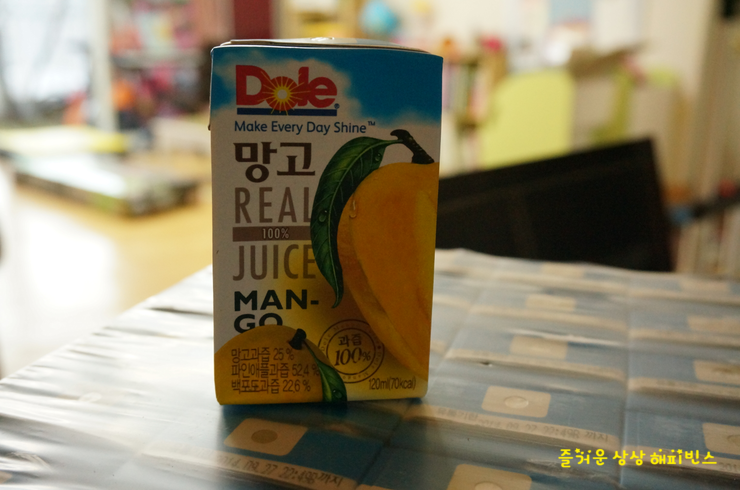 Dole
Make Every Day Shine™
망고
REAL
100%
JUICE
MAN-
GO
망고과즙 25%
파인애플과즙 52.4%
백포도과즙 22.6%
과즙
100%
120ml(70kcal)
즐거운 상상 해피빈스